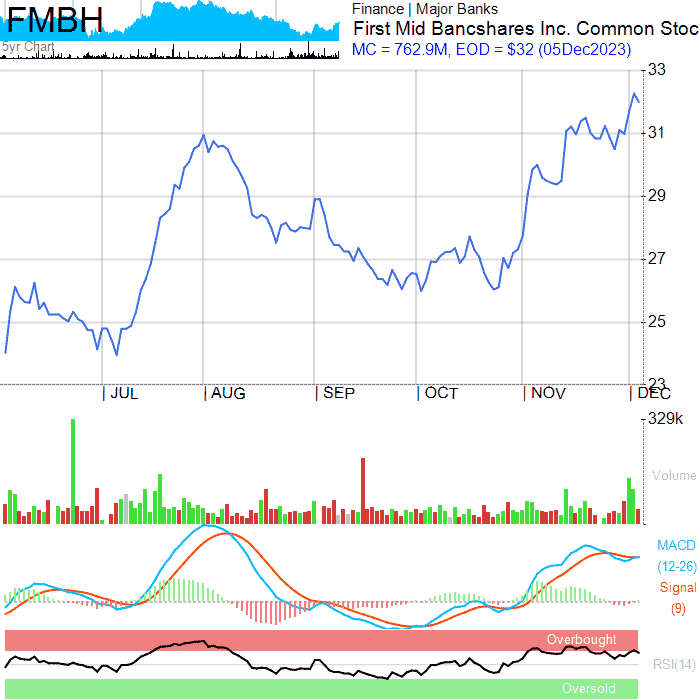 FMBH
5yr Chart
Finance | Major Banks
First Mid Bancshares Inc. Common Stoc
MC = 762.9M, EOD = $32 (05Dec2023)
33
31
29
27
25
23
JUL
AUG
SEP
OCT
NOV
DEC
329k
Volume
MACD
(12-26)
Signal
(9)
Overbought
RSI(14)
Oversold